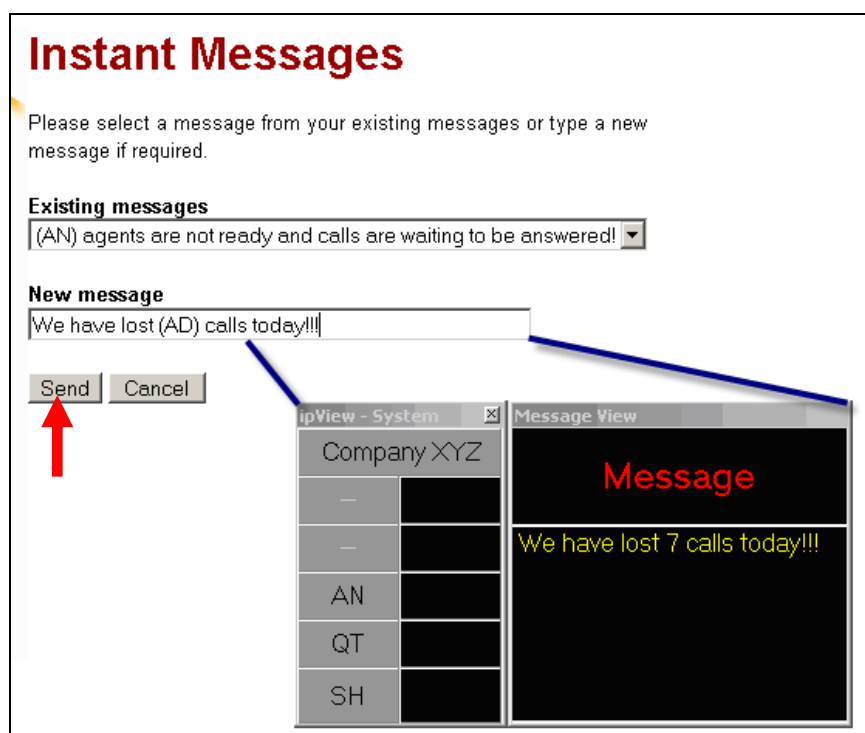 Instant Messages
Please select a message from your existing messages or type a new
message if required.
Existing messages
(AN) agents are not ready and calls are waiting to be answered!
New message
We have lost (AD) calls today!!!
Send Cancel
ipView - System
Company XYZ
–
–
AN
QT
SH
Message View
Message
We have lost 7 calls today!!!